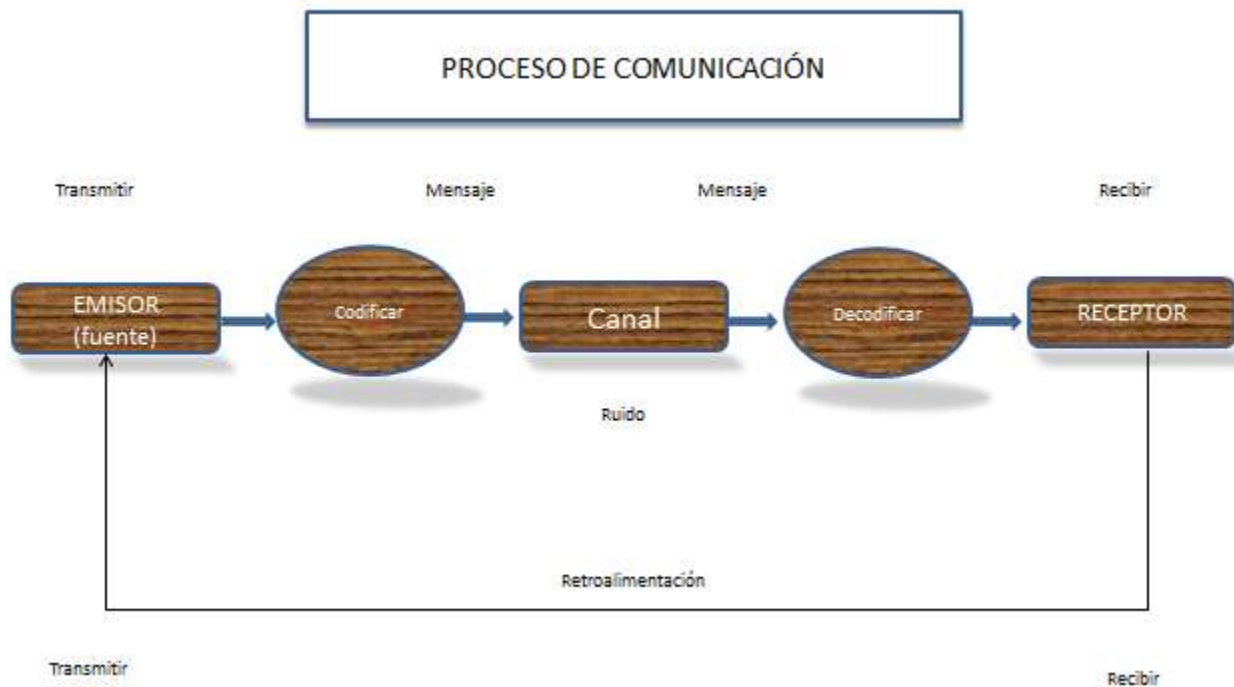 PROCESO DE COMUNICACIÓN
Transmitir
Mensaje
Mensaje
Recibir
EMISOR
(fuente)
Codificar
Canal
Decodificar
RECEPTOR
Ruido
Retroalimentación
Transmitir
Recibir